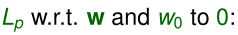 Lₚ w.r.t. w and w₀ to 0: